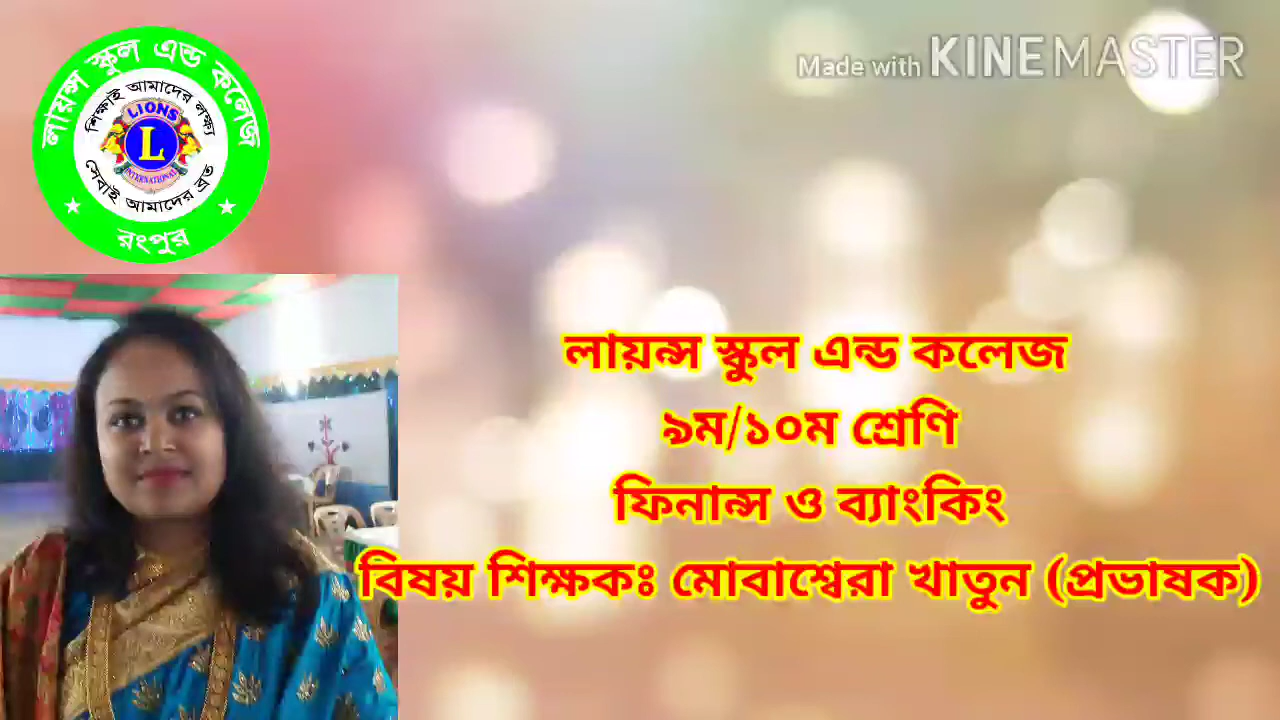 লায়ন্স স্কুল এন্ড কলেজ
শিক্ষাই আমাদের লক্ষ্য
LIONS
L
INTERNATIONAL
সেবাই আমাদের ব্রত
রংপুর
Made with KINEMASTER
লায়ন্স স্কুল এন্ড কলেজ
৯ম/১০ম শ্রেণি
ফিনান্স ও ব্যাংকিং
বিষয় শিক্ষকঃ মোবাশ্বেরা খাতুন (প্রভাষক)